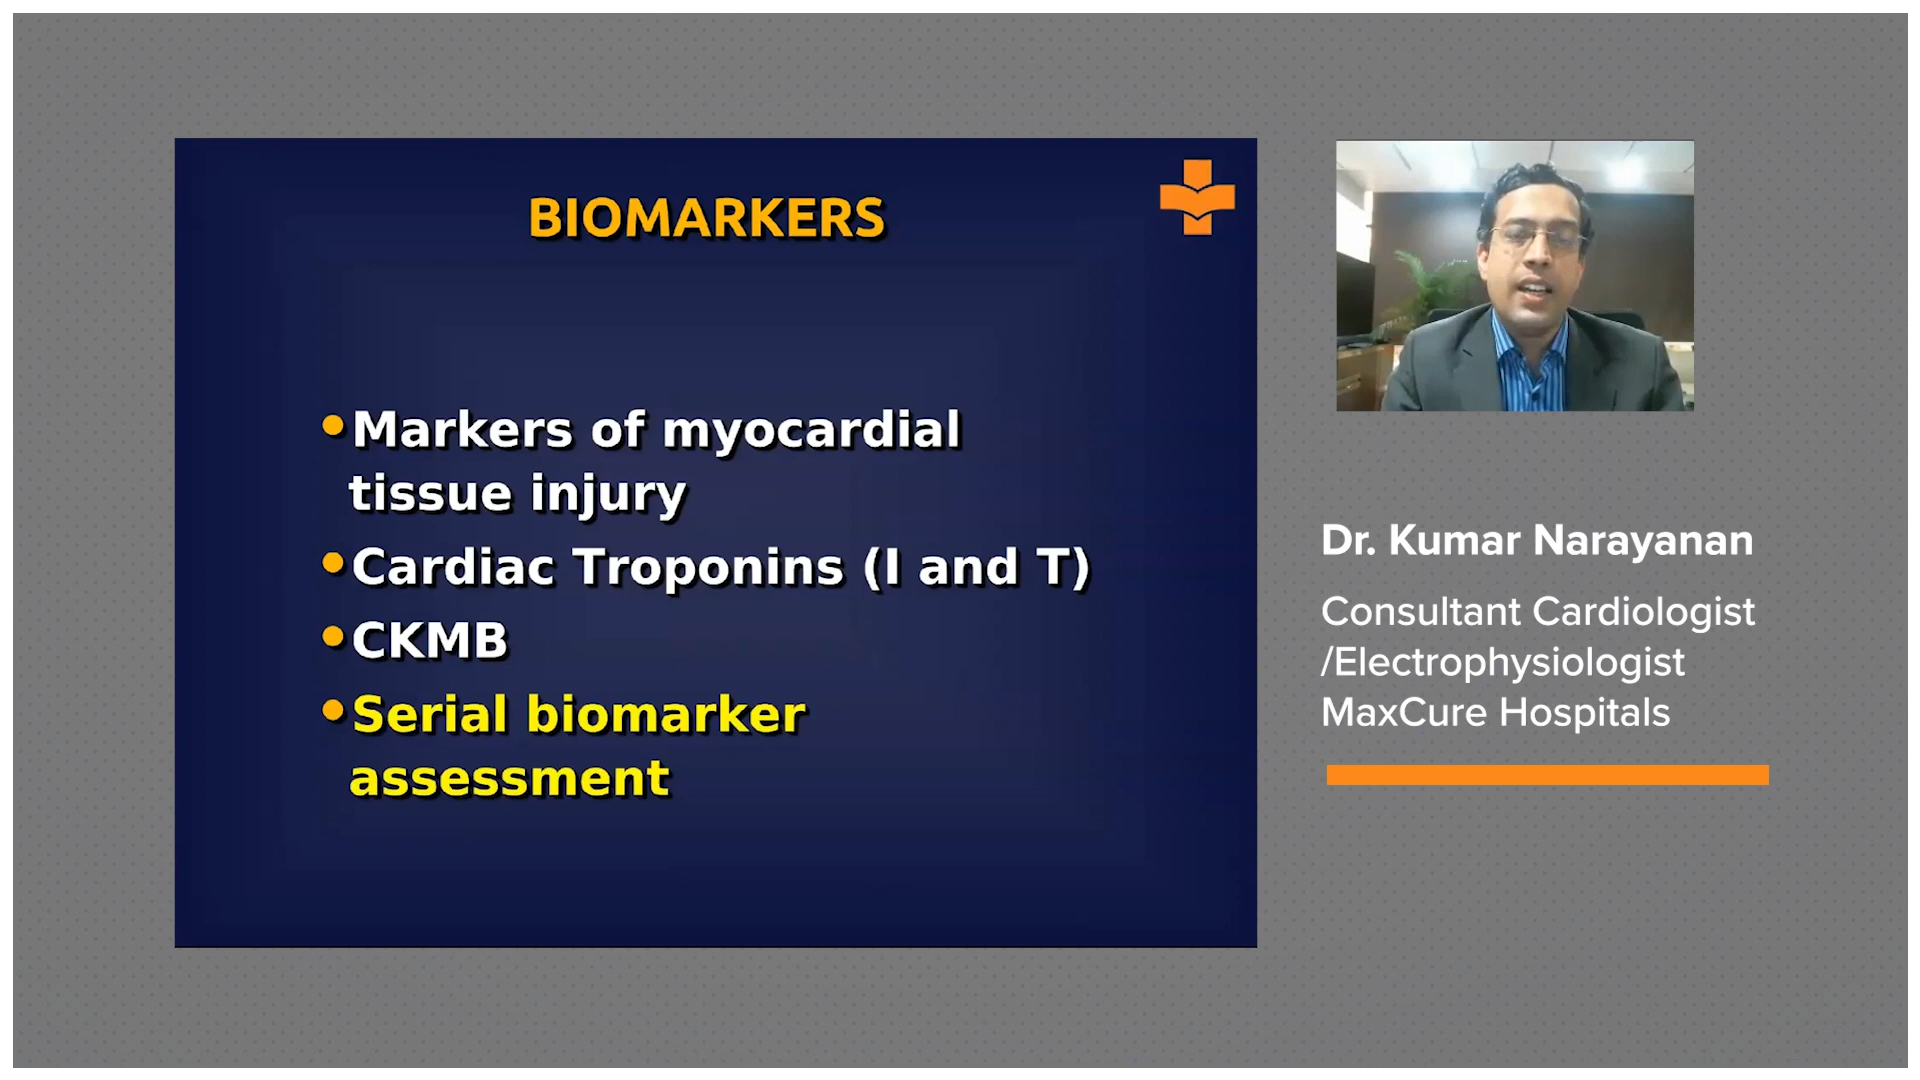 BIOMARKERS
•Markers of myocardial
tissue injury
•Cardiac Troponins (I and T)
•CKMB
•Serial biomarker
assessment
Dr. Kumar Narayanan
Consultant Cardiologist
/Electrophysiologist
MaxCure Hospitals